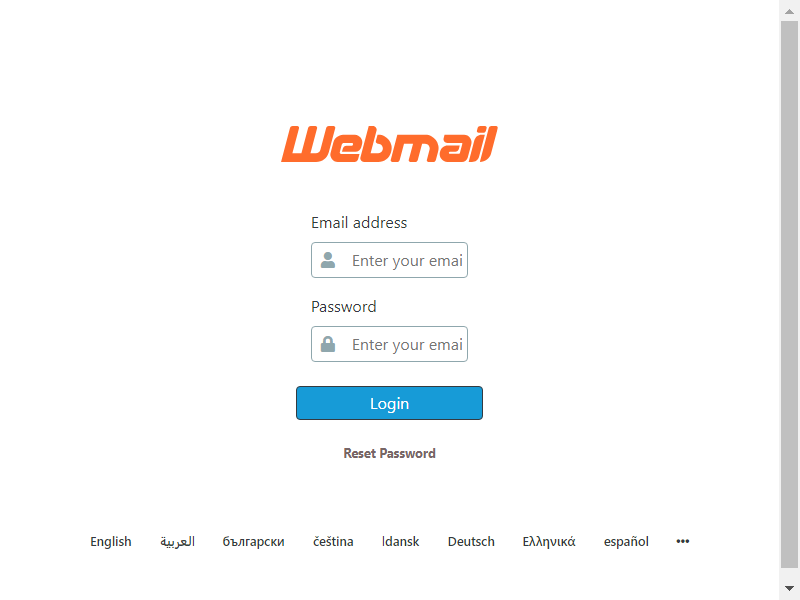 Webmail
Email address
Enter your emai
Password
Enter your emai
Login
Reset Password
English العربية български čeština ldansk Deutsch Ελληνικά español •••